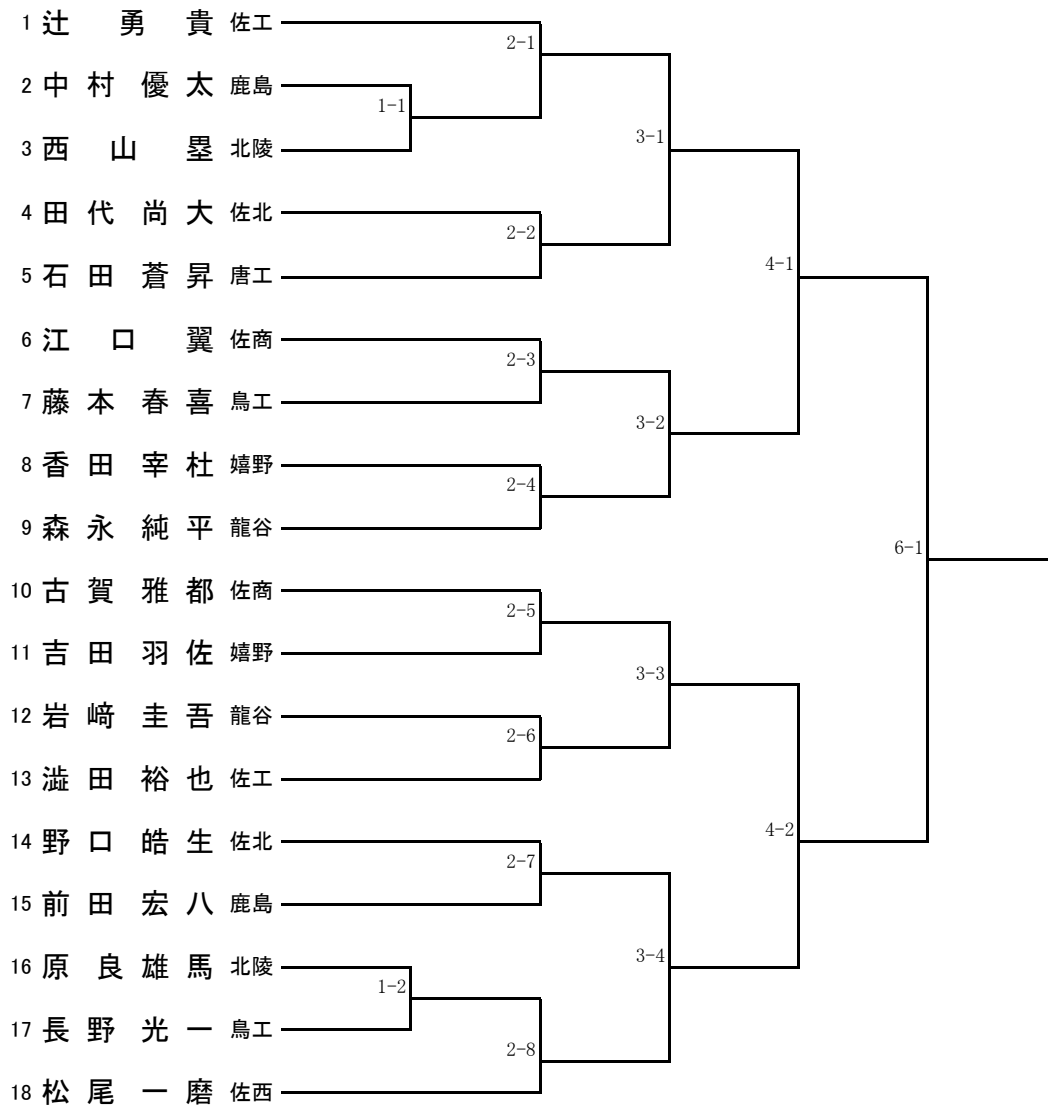 1 辻 勇 貴 佐工
2-1
2 中 村 優 太 鹿島
1-1
3 西 山 塁 北陵
3-1
4 田 代 尚 大 佐北
2-2
5 石 田 蒼 昇 唐工
4-1
6 江 口 翼 佐商
2-3
7 藤 本 春 喜 鳥工
3-2
8 香 田 宰 杜 嬉野
2-4
9 森 永 純 平 龍谷
6-1
10 古 賀 雅 都 佐商
2-5
11 吉 田 羽 佐 嬉野
3-3
12 岩 﨑 圭 吾 龍谷
2-6
13 澁 田 裕 也 佐工
4-2
14 野 口 皓 生 佐北
2-7
15 前 田 宏 八 鹿島
3-4
16 原 良 雄 馬 北陵
1-2
17 長 野 光 一 鳥工
2-8
18 松 尾 一 磨 佐西